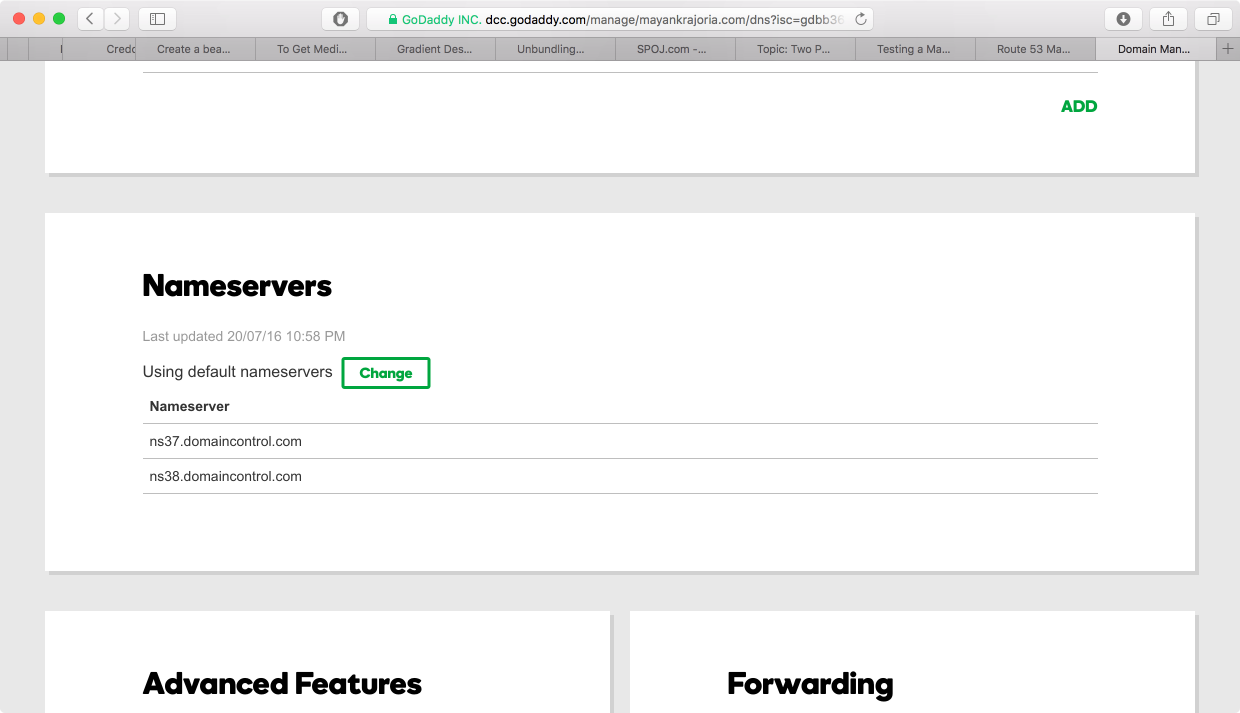 GoDaddy INC. dcc.godaddy.com/manage/mayankrajoria.com/dns?isc=gdbb36
Credo Create a bea... To Get Medi... Gradient Des... Unbundling... SPOJ.com -... Topic: Two P... Testing a Ma... Route 53 Ma... Domain Man... +
ADD
Nameservers
Last updated 20/07/16 10:58 PM
Using default nameservers Change
Nameserver
ns37.domaincontrol.com
ns38.domaincontrol.com
Advanced Features Forwarding